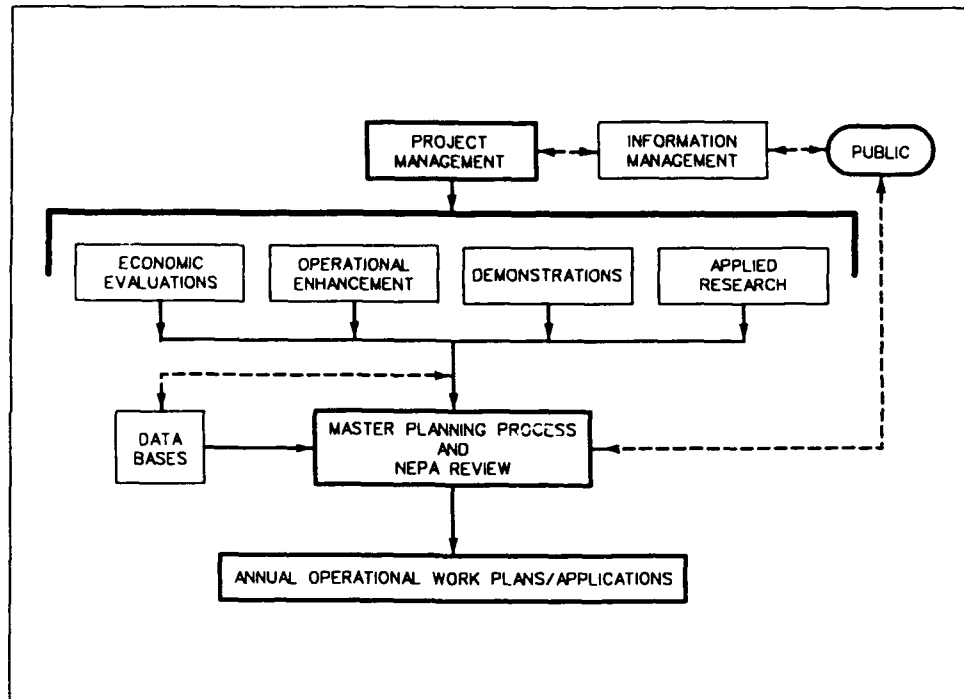 PROJECT
MANAGEMENT
INFORMATION
MANAGEMENT
PUBLIC
ECONOMIC
EVALUATIONS
OPERATIONAL
ENHANCEMENT
DEMONSTRATIONS
APPLIED
RESEARCH
DATA
BASES
MASTER PLANNING PROCESS
AND
NEPA REVIEW
ANNUAL OPERATIONAL WORK PLANS/APPLICATIONS